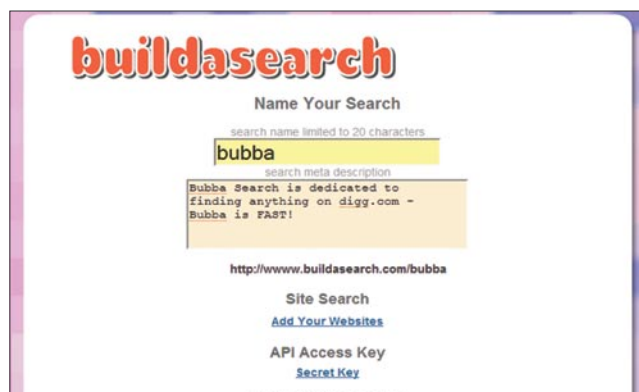 buildasearch
Name Your Search
search name limited to 20 characters
bubba
search meta description
Bubba Search is dedicated to
finding anything on digg.com -
Bubba is FAST!
http://wwww.buildasearch.com/bubba
Site Search
Add Your Websites
API Access Key
Secret Key